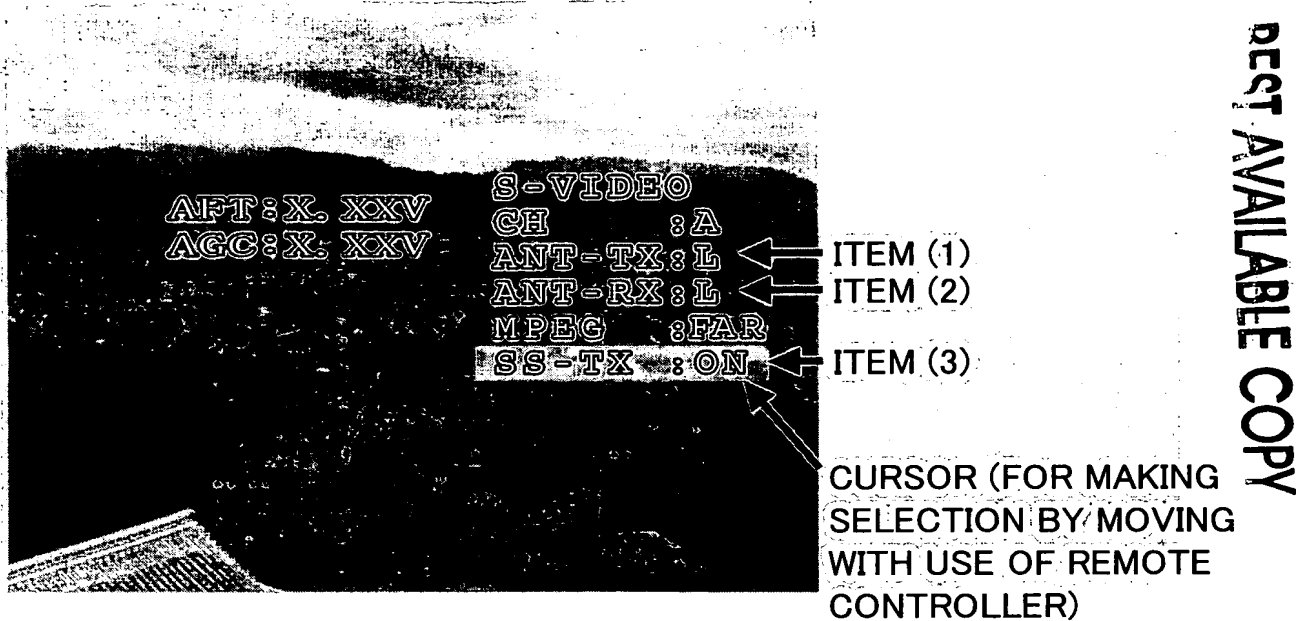 AFT:X. XXV
AGC:X. XXV
S-VIDEO
CH :A
ANT-TX:L
ANT-RX:L
MPEG :FAR
SS-TX :ON
ITEM (1)
ITEM (2)
ITEM (3)
CURSOR (FOR MAKING
SELECTION BY MOVING
WITH USE OF REMOTE
CONTROLLER)
BEST AVAILABLE COPY